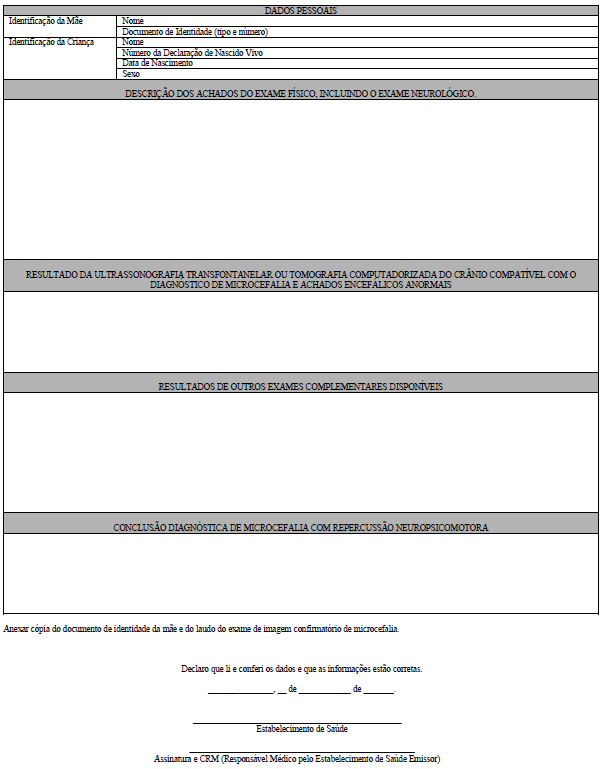 DADOS PESSOAIS
Identificação da Mãe
Nome
Documento de Identidade (tipo e número)
Identificação da Criança
Nome
Número da Declaração de Nascido Vivo
Data de Nascimento
Sexo
DESCRIÇÃO DOS ACHADOS DO EXAME FÍSICO, INCLUINDO O EXAME NEUROLÓGICO.
RESULTADO DA ULTRASSONOGRAFIA TRANSFONTANELAR OU TOMOGRAFIA COMPUTADORIZADA DO CRÂNIO COMPATÍVEL COM O
DIAGNÓSTICO DE MICROCEFALIA E ACHADOS ENCEFÁLICOS ANORMAIS
RESULTADOS DE OUTROS EXAMES COMPLEMENTARES DISPONÍVEIS
CONCLUSÃO DIAGNÓSTICA DE MICROCEFALIA COM REPERCUSSÃO NEUROPSICOMOTORA
Anexar cópia do documento de identidade da mãe e do laudo do exame de imagem confirmatório de microcefalia.
Declaro que li e conferi os dados e que as informações estão corretas.
_______________, __ de ____________ de _______.
Estabelecimento de Saúde
Assinatura e CRM (Responsável Médico pelo Estabelecimento de Saúde Emissor)